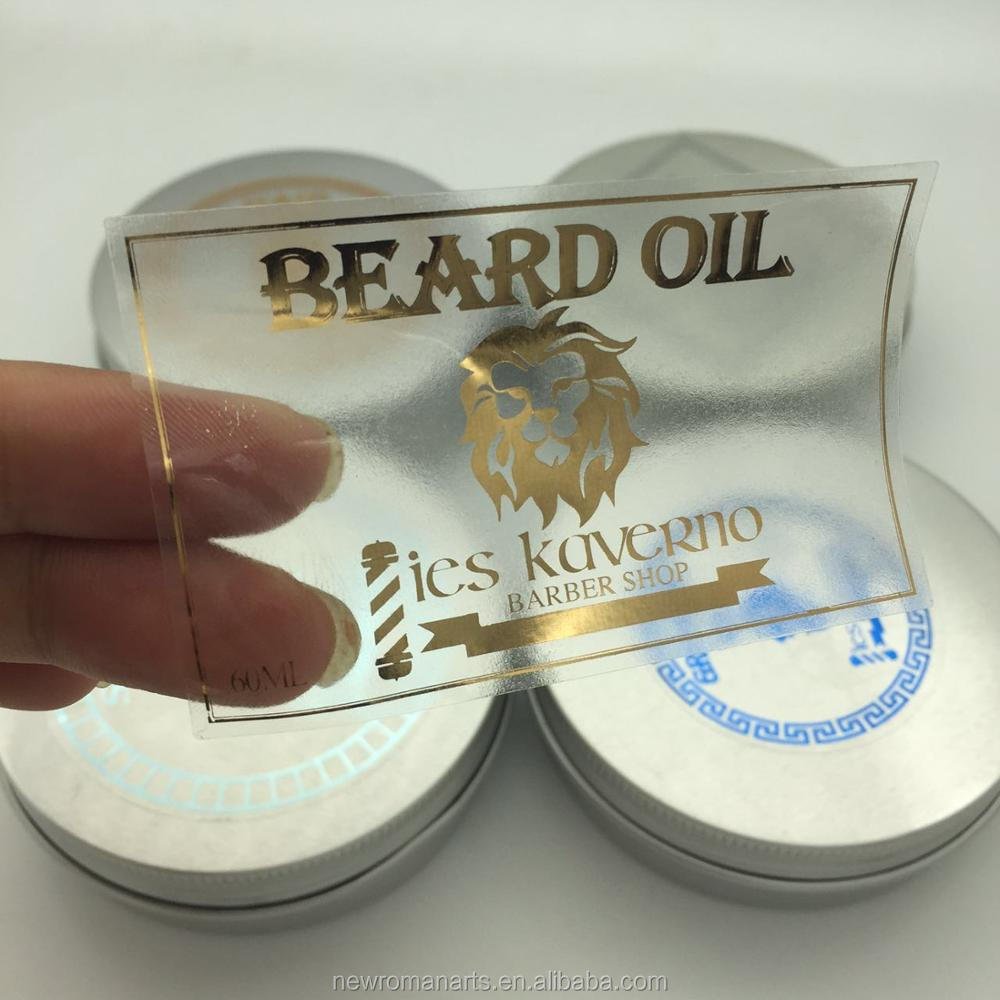 BEARD OIL
ies kaverno
BARBER SHOP
60ML
newromanarts.en.alibaba.com